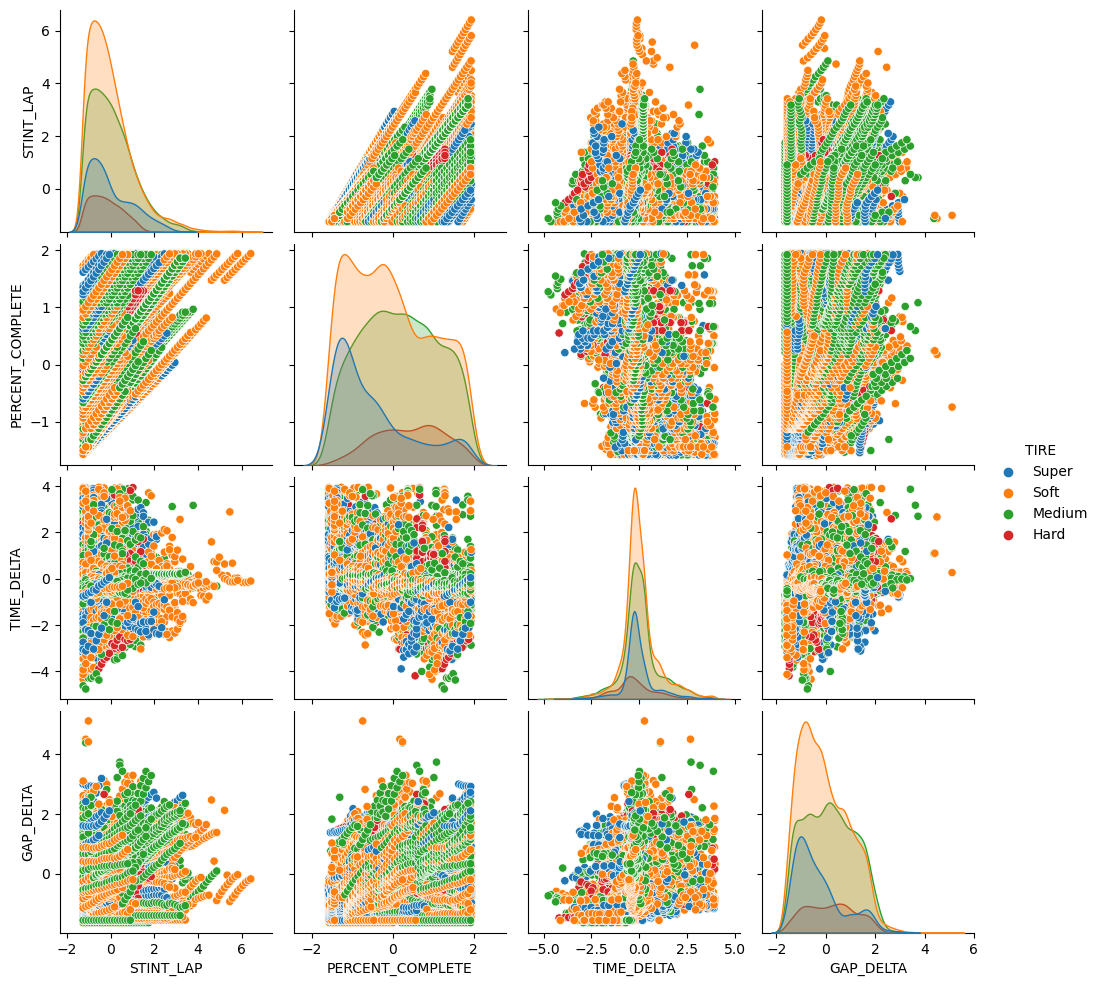 STINT_LAP
6
4
2
0
−2 0 2 4 6
−2 0 2
−5.0 −2.5 0.0 2.5 5.0
−2 0 2 4 6
PERCENT_COMPLETE
2
1
0
−1
TIME_DELTA
4
2
0
−2
−4
GAP_DELTA
4
2
0
STINT_LAP
PERCENT_COMPLETE
TIME_DELTA
GAP_DELTA
TIRE
Super
Soft
Medium
Hard